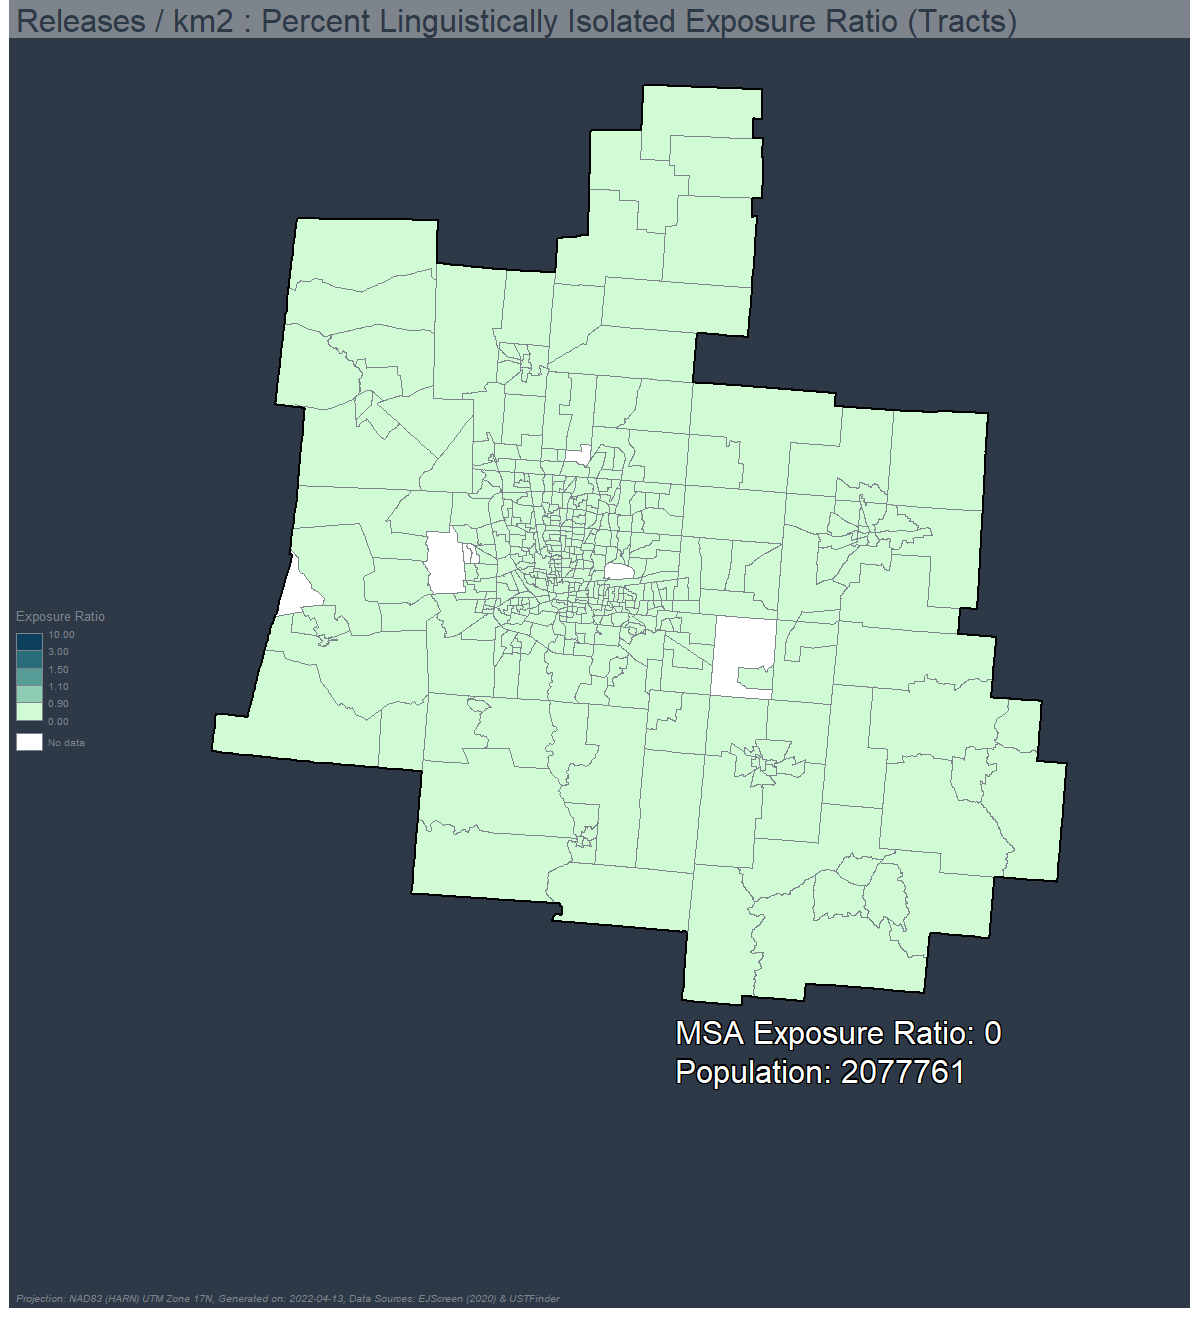 Releases / km2 : Percent Linguistically Isolated Exposure Ratio (Tracts)
Exposure Ratio
10.00
3.00
1.50
1.10
0.90
0.00
No data
MSA Exposure Ratio: 0
Population: 2077761
Projection: NAD83 (HARN) UTM Zone 17N, Generated on: 2022-04-13, Data Sources: EJScreen (2020) & USTFinder